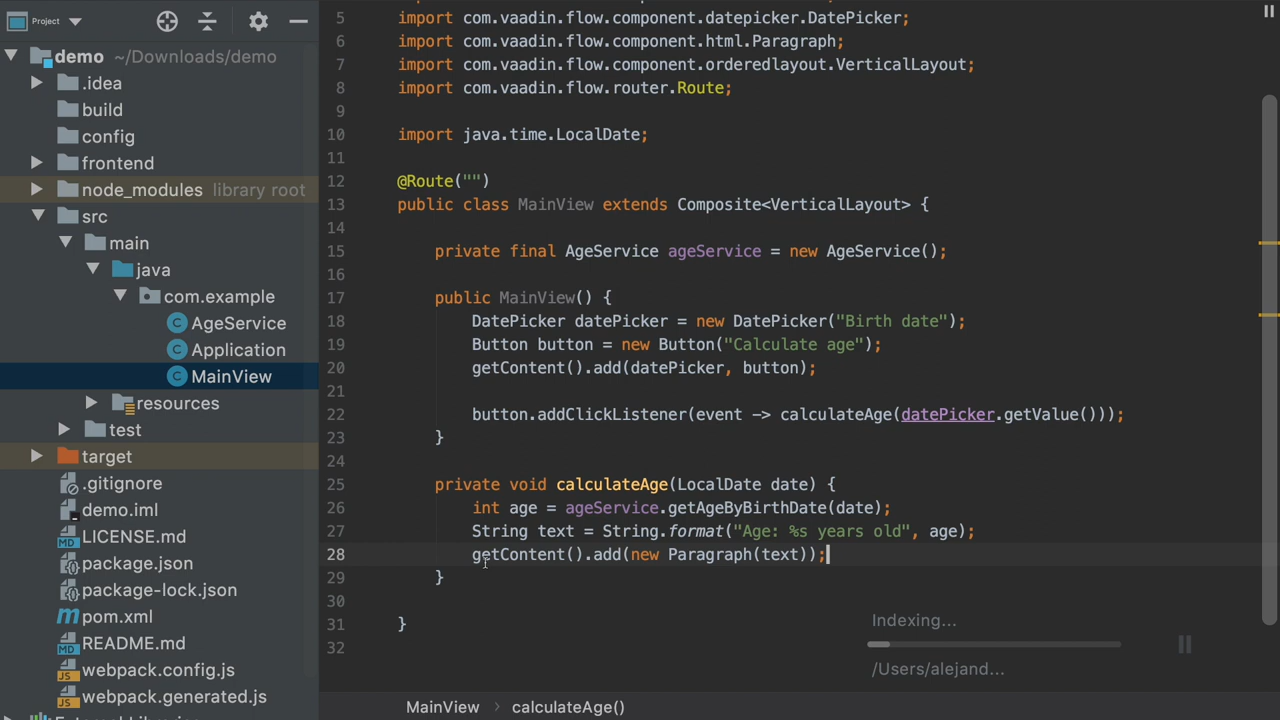 Project
demo ~/Downloads/demo
.idea
build
config
frontend
node_modules library root
src
main
java
com.example
AgeService
Application
MainView
resources
test
target
.gitignore
demo.iml
LICENSE.md
package.json
package-lock.json
pom.xml
README.md
webpack.config.js
webpack.generated.js
5 import com.vaadin.flow.component.datepicker.DatePicker;
6 import com.vaadin.flow.component.html.Paragraph;
7 import com.vaadin.flow.component.orderedlayout.VerticalLayout;
8 import com.vaadin.flow.router.Route;
9
10 import java.time.LocalDate;
11
12 @Route("")
13 public class MainView extends Composite<VerticalLayout> {
14
15 private final AgeService ageService = new AgeService();
16
17 public MainView() {
18 DatePicker datePicker = new DatePicker("Birth date");
19 Button button = new Button("Calculate age");
20 getContent().add(datePicker, button);
21
22 button.addClickListener(event -> calculateAge(datePicker.getValue()));
23 }
24
25 private void calculateAge(LocalDate date) {
26 int age = ageService.getAgeByBirthDate(date);
27 String text = String.format("Age: %s years old", age);
28 getContent().add(new Paragraph(text));
29 }
30
31 }
32
Indexing...
/Users/alejand...
MainView > calculateAge()